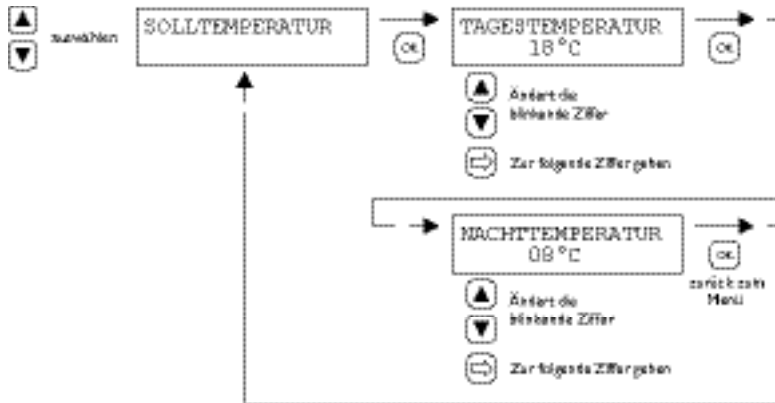 auswählen
SOLLTEMPERATUR
OK
TAGESTEMPERATUR
18°C
OK
Ändert die
blinkende Ziffer
Zur folgende Ziffer gehen
NACHTTEMPERATUR
08°C
OK
zurück zum
Menü
Ändert die
blinkende Ziffer
Zur folgende Ziffer gehen